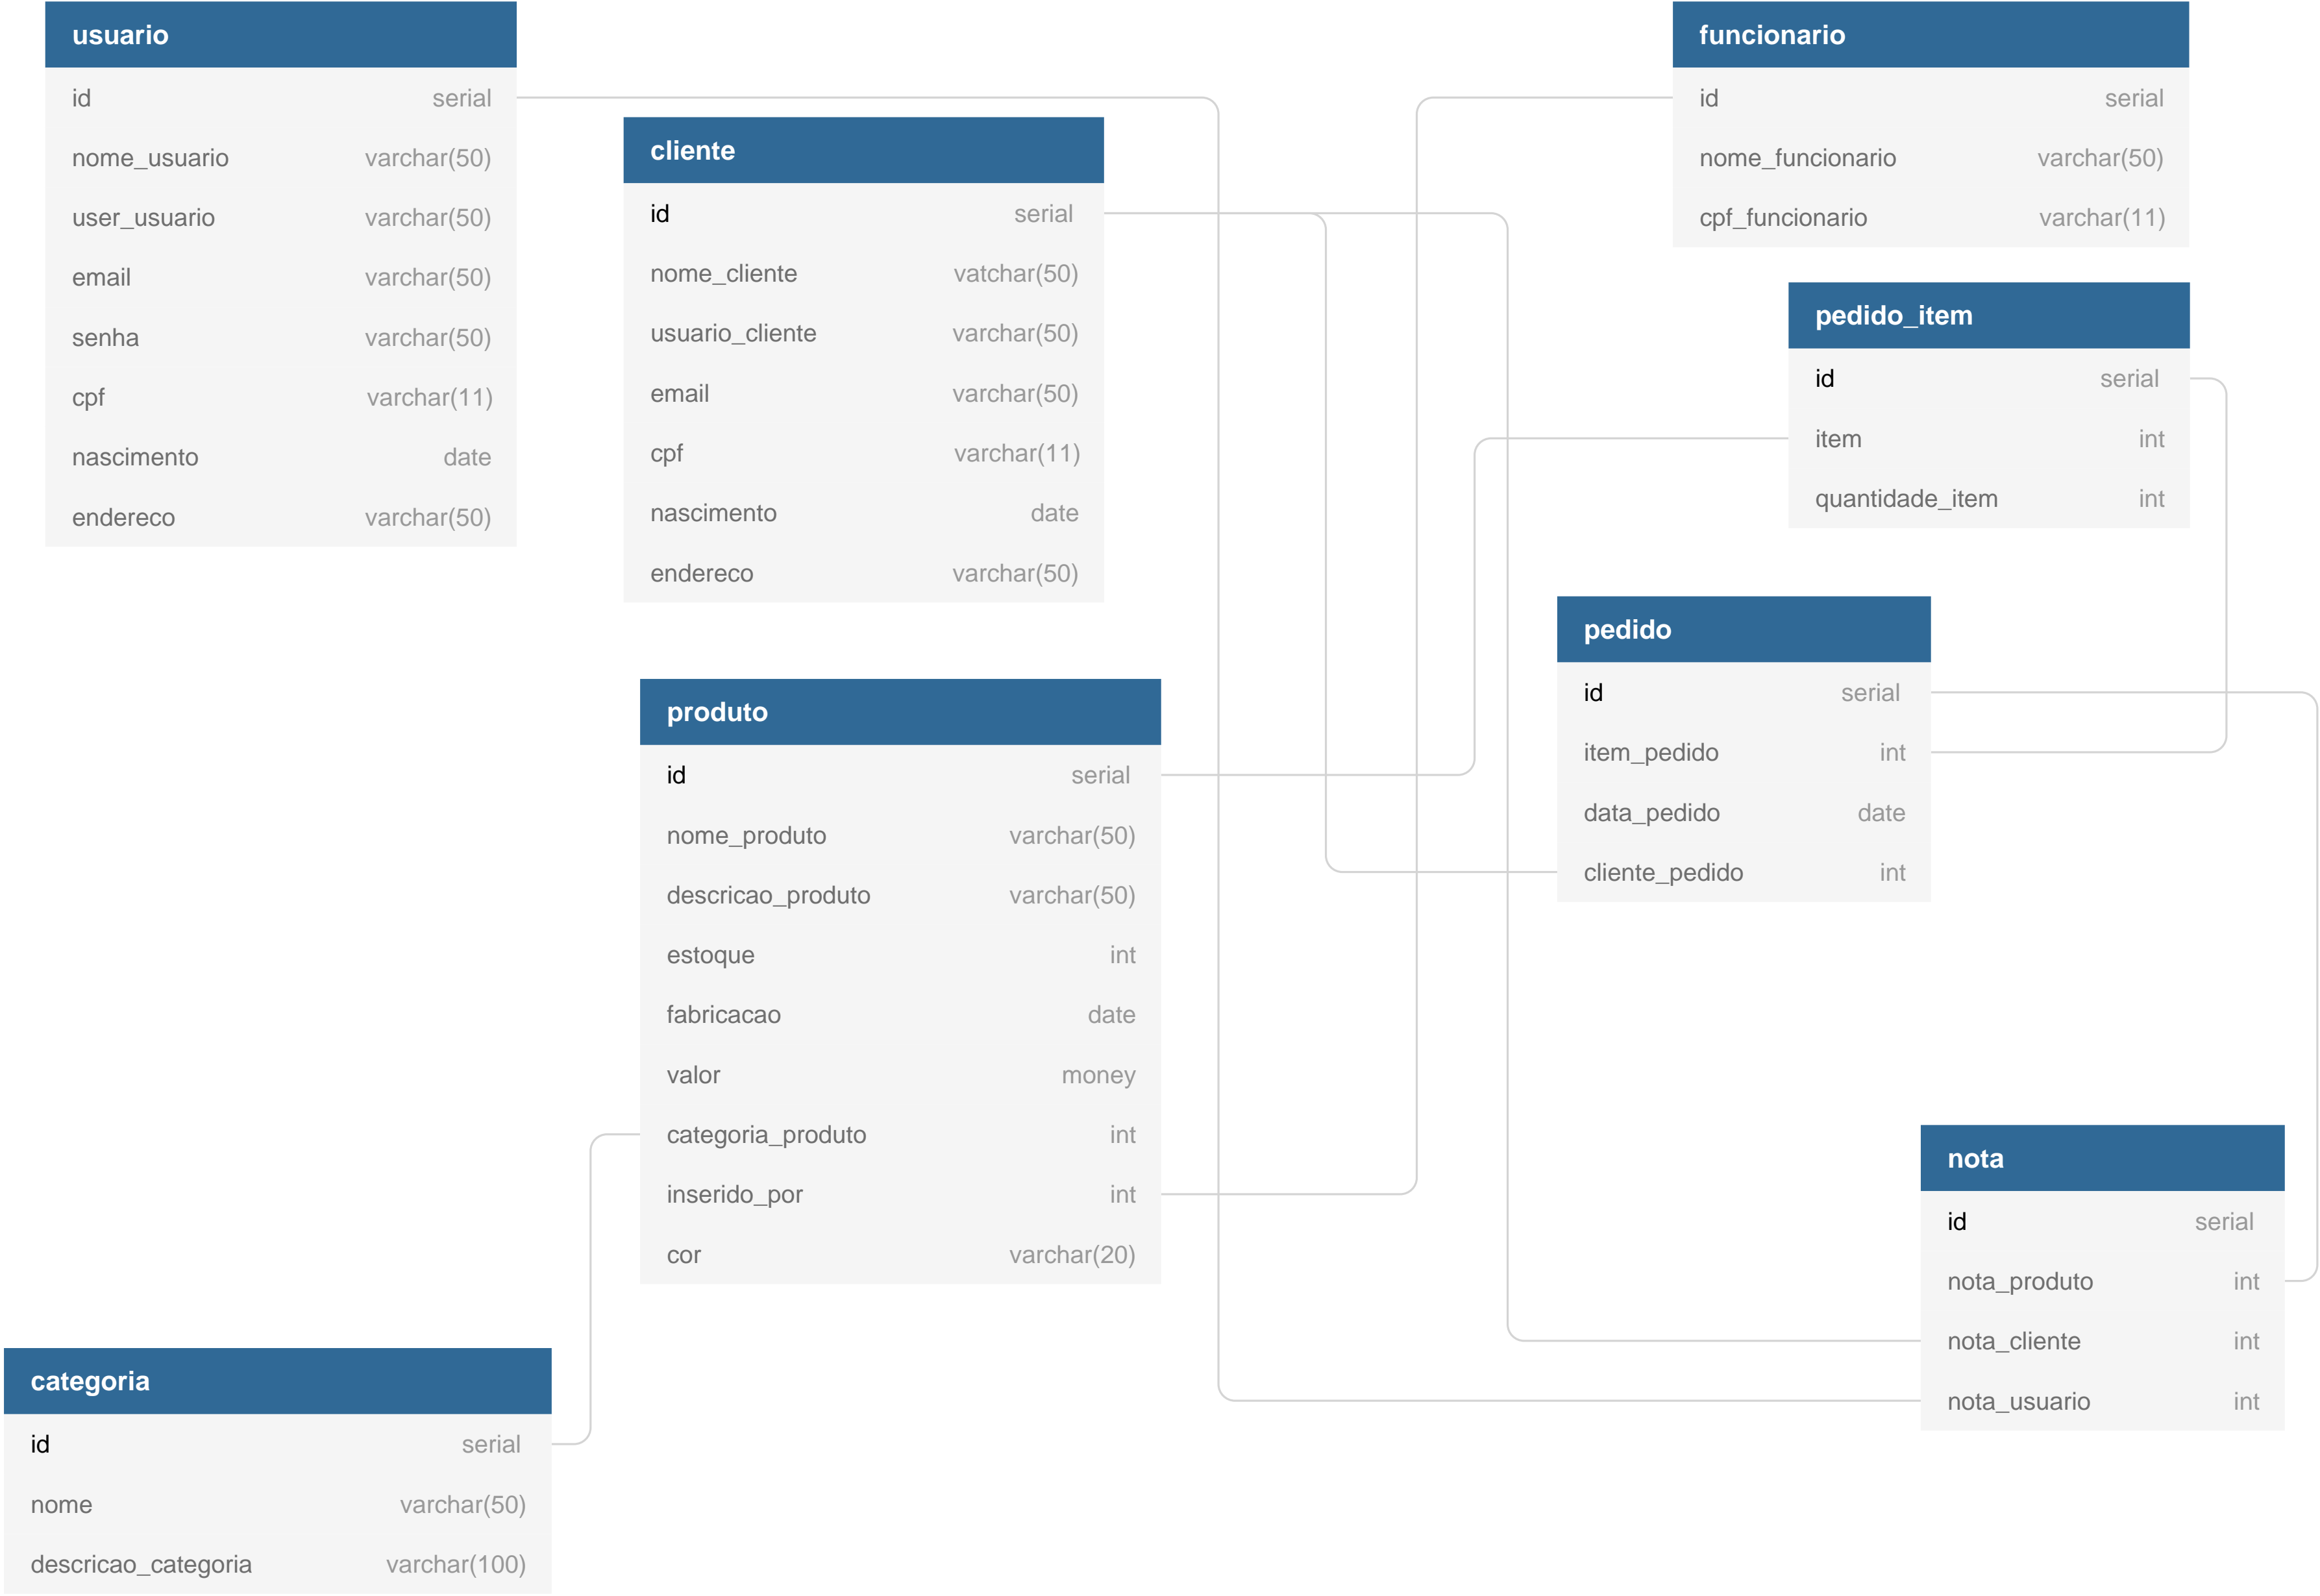 usuario
id serial
nome_usuario varchar(50)
user_usuario varchar(50)
email varchar(50)
senha varchar(50)
cpf varchar(11)
nascimento date
endereco varchar(50)
cliente
id serial
nome_cliente vatchar(50)
usuario_cliente varchar(50)
email varchar(50)
cpf varchar(11)
nascimento date
endereco varchar(50)
funcionario
id serial
nome_funcionario varchar(50)
cpf_funcionario varchar(11)
pedido_item
id serial
item int
quantidade_item int
pedido
id serial
item_pedido int
data_pedido date
cliente_pedido int
produto
id serial
nome_produto varchar(50)
descricao_produto varchar(50)
estoque int
fabricacao date
valor money
categoria_produto int
inserido_por int
cor varchar(20)
nota
id serial
nota_produto int
nota_cliente int
nota_usuario int
categoria
id serial
nome varchar(50)
descricao_categoria varchar(100)